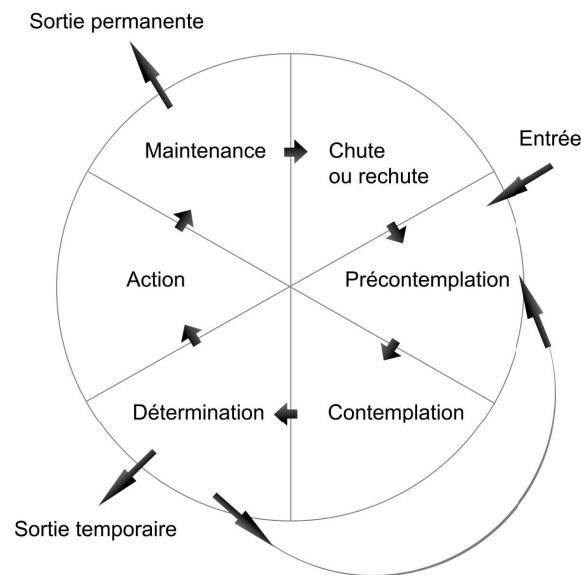 Sortie permanente
Entrée
Maintenance
Chute
ou rechute
Action
Précontemplation
Détermination
Contemplation
Sortie temporaire